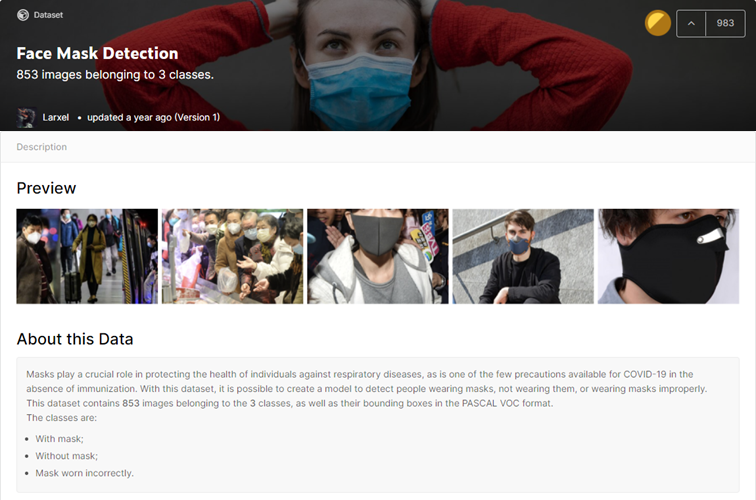 Dataset
983
Face Mask Detection
853 images belonging to 3 classes.
Larxel • updated a year ago (Version 1)
Description
Preview
About this Data
Masks play a crucial role in protecting the health of individuals against respiratory diseases, as is one of the few precautions available for COVID-19 in the
absence of immunization. With this dataset, it is possible to create a model to detect people wearing masks, not wearing them, or wearing masks improperly.
This dataset contains 853 images belonging to the 3 classes, as well as their bounding boxes in the PASCAL VOC format.
The classes are:
• With mask;
• Without mask;
• Mask worn incorrectly.